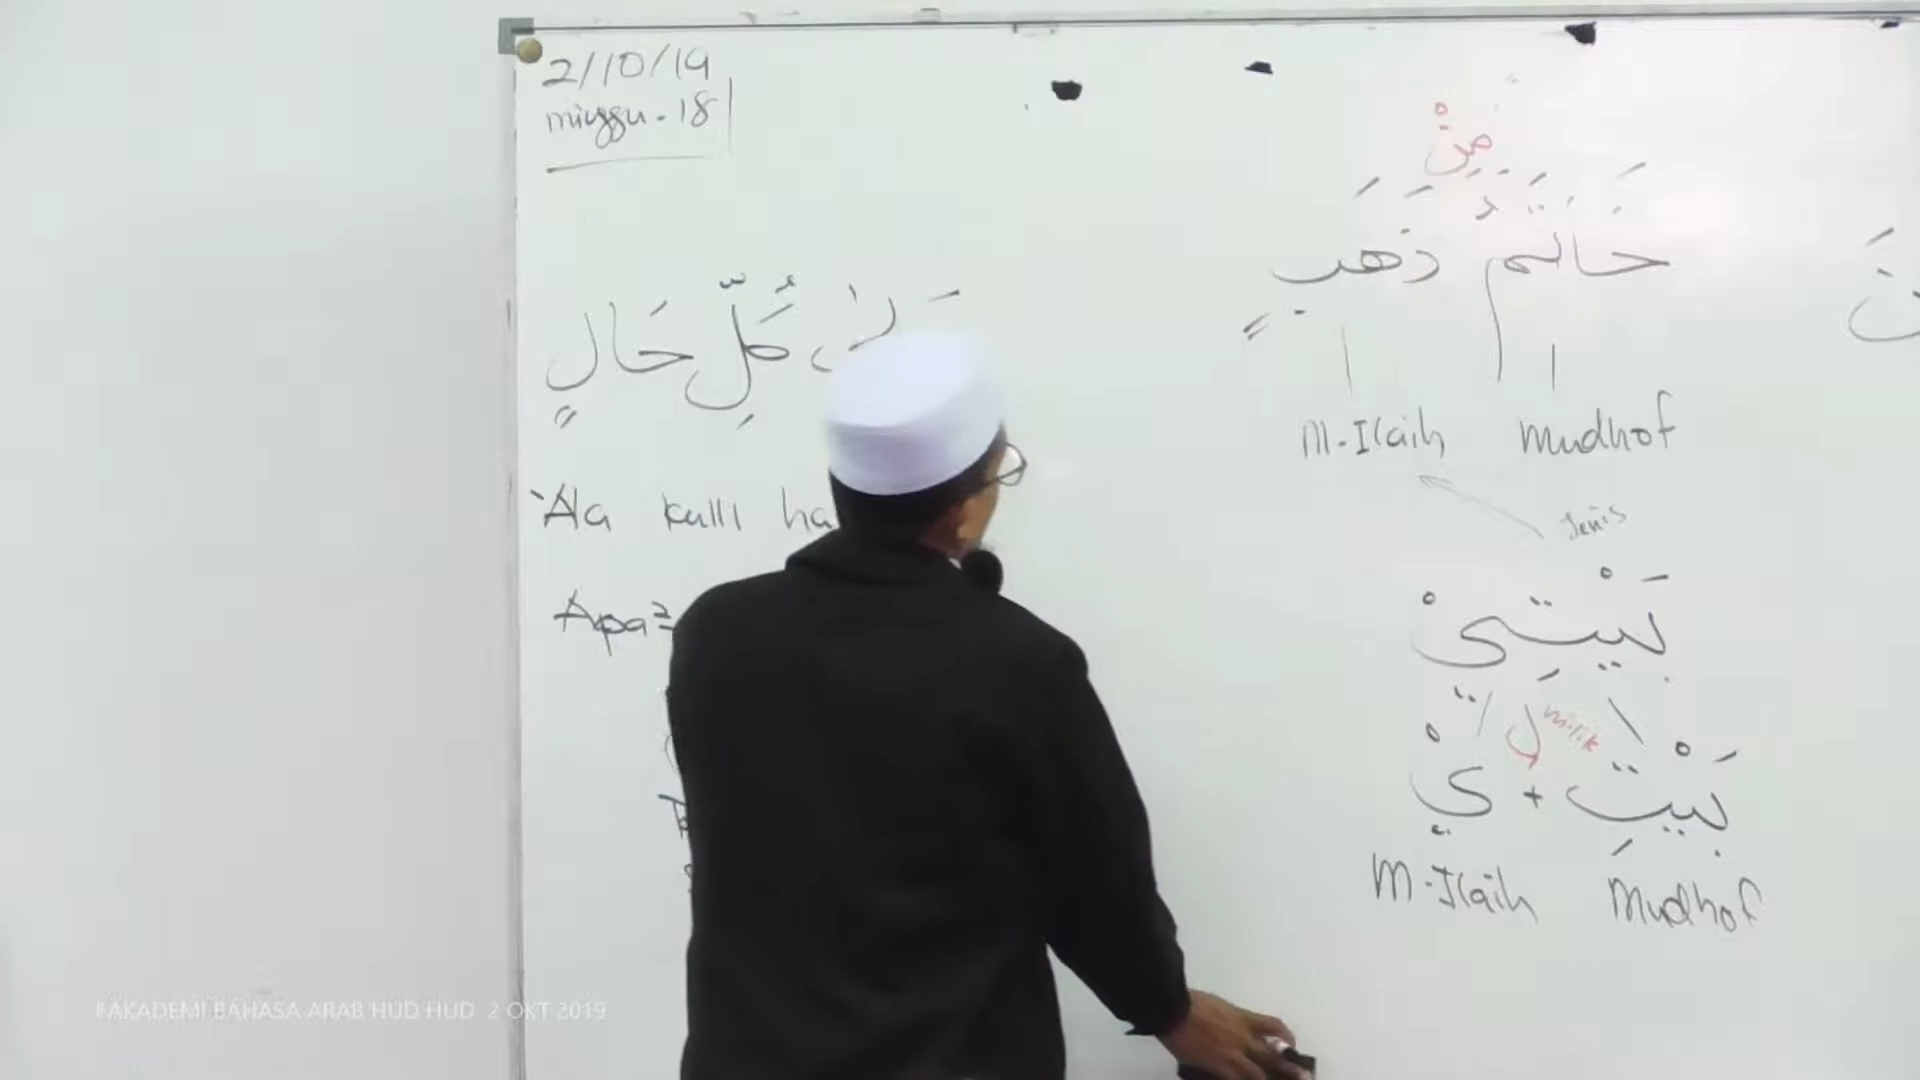 2/10/19
minggu - 18
كُلِّ حَالٍ
'Ala kulli ha
Apa2
مِنْ
خَاتَمُ ذَهَبٍ
M-Ilaih mudhof
Jenis
بَيْتِيْ
لِ milik
بَيْتِ + يْ
M-Ilaih Mudhof
#AKADEMI BAHASA ARAB HUD HUD 2 OKT 2019